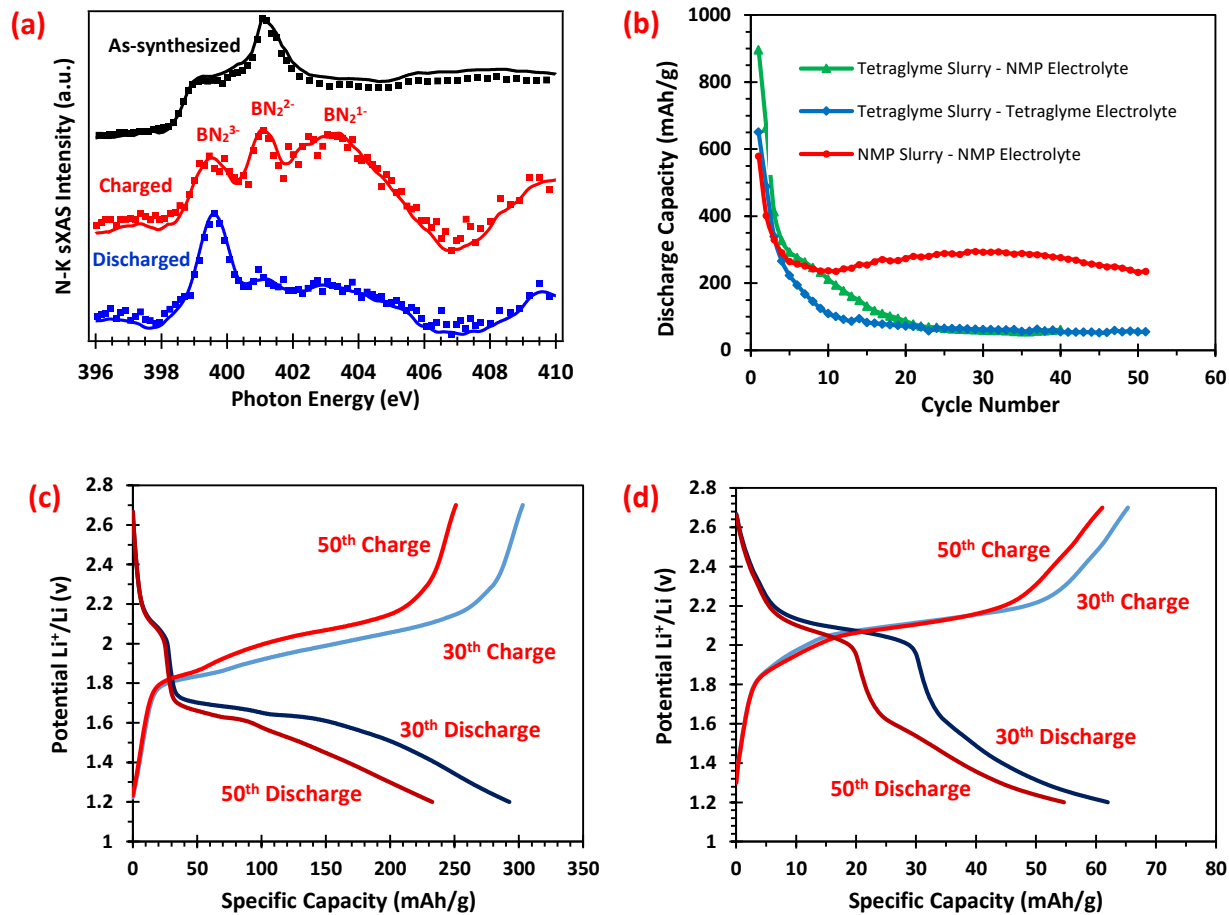 (a)
N-K sXAS Intensity (a.u.)
As-synthesized
BN₂³⁻
BN₂²⁻
BN₂¹⁻
Charged
Discharged
396 398 400 402 404 406 408 410
Photon Energy (eV)
(b)
Discharge Capacity (mAh/g)
1000
800
600
400
200
0
Tetraglyme Slurry - NMP Electrolyte
Tetraglyme Slurry - Tetraglyme Electrolyte
NMP Slurry - NMP Electrolyte
0 10 20 30 40 50 60
Cycle Number
(c)
Potential Li⁺/Li (v)
2.8
2.6
2.4
2.2
2
1.8
1.6
1.4
1.2
1
50th Charge
30th Charge
30th Discharge
50th Discharge
0 50 100 150 200 250 300 350
Specific Capacity (mAh/g)
(d)
Potential Li⁺/Li (v)
2.8
2.6
2.4
2.2
2
1.8
1.6
1.4
1.2
1
50th Charge
30th Charge
30th Discharge
50th Discharge
0 10 20 30 40 50 60 70 80
Specific Capacity (mAh/g)